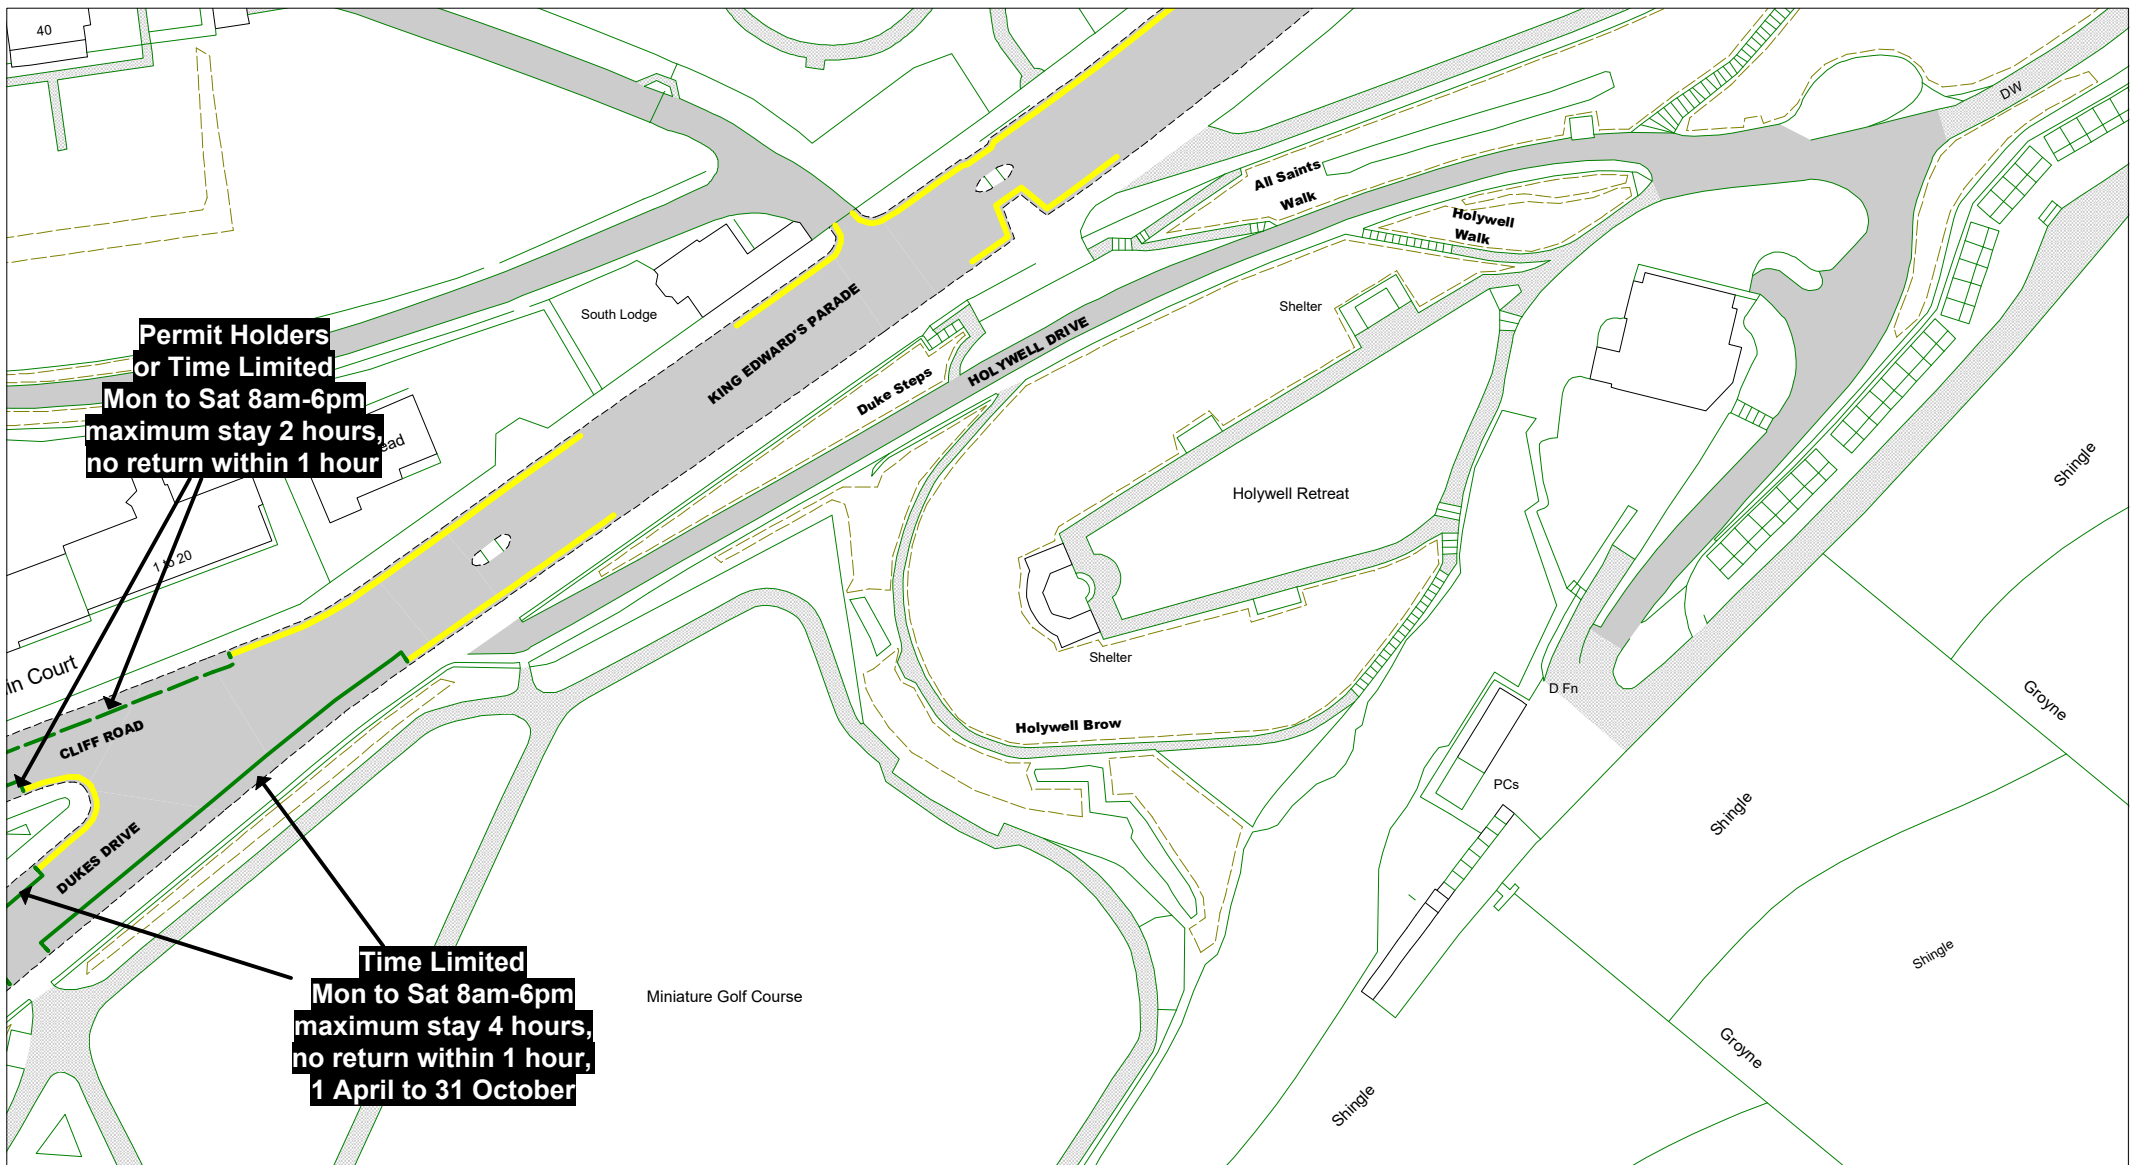 40
DW
All Saints
Walk
Holywell
Walk
South Lodge
Shelter
KING EDWARD'S PARADE
HOLYWELL DRIVE
Duke Steps
Permit Holders
or Time Limited
Mon to Sat 8am-6pm
maximum stay 2 hours,
no return within 1 hour
Holywell Retreat
Shingle
1 to 20
Shelter
Court
D Fn
Groyne
CLIFF ROAD
Holywell Brow
PCs
Shingle
DUKES DRIVE
Time Limited
Mon to Sat 8am-6pm
maximum stay 4 hours,
no return within 1 hour,
1 April to 31 October
Miniature Golf Course
Shingle
Groyne
Shingle